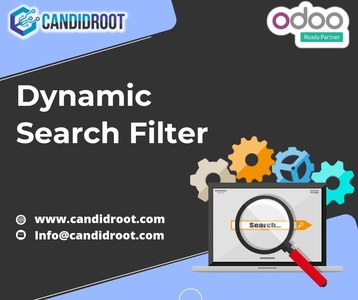 CANDIDROOT
odoo
Ready Partner
Dynamic
Search Filter
Search...
www.candidroot.com
Info@candidroot.com